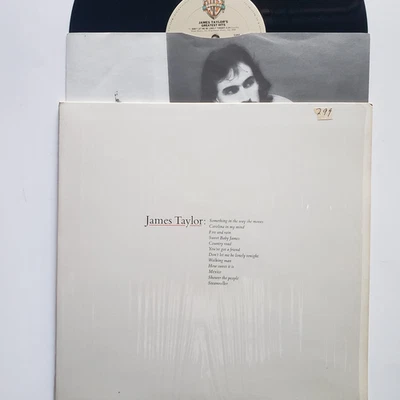 JAMES TAYLOR'S
GREATEST HITS
299
James Taylor:
Something in the way she moves
Carolina in my mind
Fire and rain
Sweet Baby James
Country road
You've got a friend
Don't let me be lonely tonight
Walking man
How sweet it is
Mexico
Shower the people
Steamroller